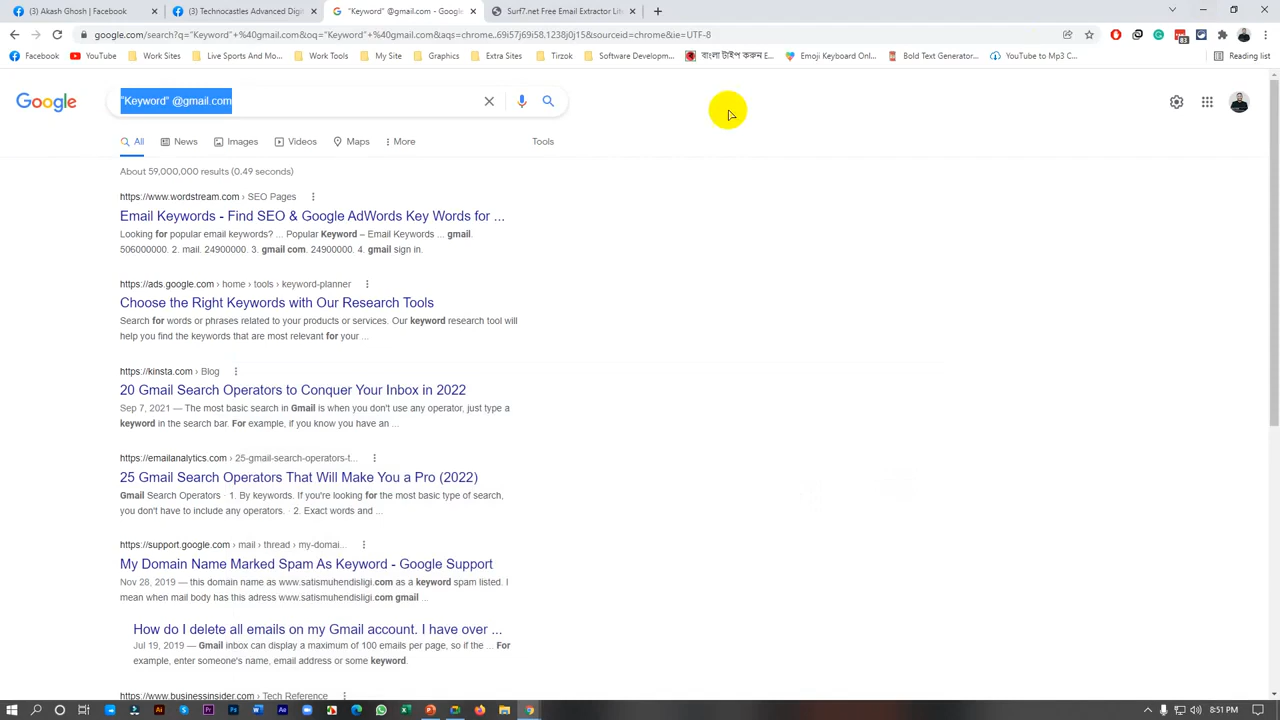 (3) Akash Ghosh | Facebook
(3) Technocastles Advanced Digi
"Keyword" @gmail.com - Google
Surf7.net Free Email Extractor Lite
google.com/search?q="Keyword"+%40gmail.com&oq="Keyword"+%40gmail.com&aqs=chrome..69i57j69i58.1238j0j15&sourceid=chrome&ie=UTF-8
Facebook
YouTube
Work Sites
Live Sports And Mo...
Work Tools
My Site
Graphics
Extra Sites
Tirzok
Software Developm...
বাংলা টাইপ করুন E...
Emoji Keyboard Onl...
Bold Text Generator...
YouTube to Mp3 C...
Reading list
Google
"Keyword" @gmail.com
All
News
Images
Videos
Maps
More
Tools
About 59,000,000 results (0.49 seconds)
https://www.wordstream.com › SEO Pages
Email Keywords - Find SEO & Google AdWords Key Words for ...
Looking for popular email keywords? ... Popular Keyword – Email Keywords ... gmail.
506000000. 2. mail. 24900000. 3. gmail com. 24900000. 4. gmail sign in.
https://ads.google.com › home › tools › keyword-planner
Choose the Right Keywords with Our Research Tools
Search for words or phrases related to your products or services. Our keyword research tool will
help you find the keywords that are most relevant for your ...
https://kinsta.com › Blog
20 Gmail Search Operators to Conquer Your Inbox in 2022
Sep 7, 2021 — The most basic search in Gmail is when you don't use any operator, just type a
keyword in the search bar. For example, if you know you have an ...
https://emailanalytics.com › 25-gmail-search-operators-t...
25 Gmail Search Operators That Will Make You a Pro (2022)
Gmail Search Operators · 1. By keywords. If you're looking for the most basic type of search,
you don't have to include any operators. · 2. Exact words and ...
https://support.google.com › mail › thread › my-domai...
My Domain Name Marked Spam As Keyword - Google Support
Nov 28, 2019 — this domain name as www.satismuhendisligi.com as a keyword spam listed. I
mean when mail body has this adress www.satismuhendisligi.com gmail ...
How do I delete all emails on my Gmail account. I have over ...
Jul 19, 2019 — Gmail inbox can display a maximum of 100 emails per page, so if the ... For
example, enter someone's name, email address or some keyword.
https://www.businessinsider.com › Tech Reference
8:51 PM